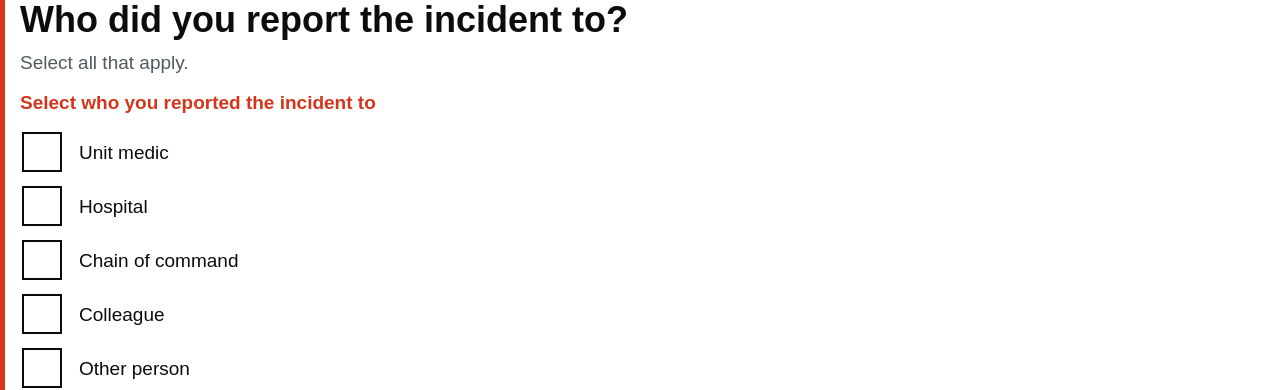 Who did you report the incident to?
Select all that apply.
Select who you reported the incident to
Unit medic
Hospital
Chain of command
Colleague
Other person